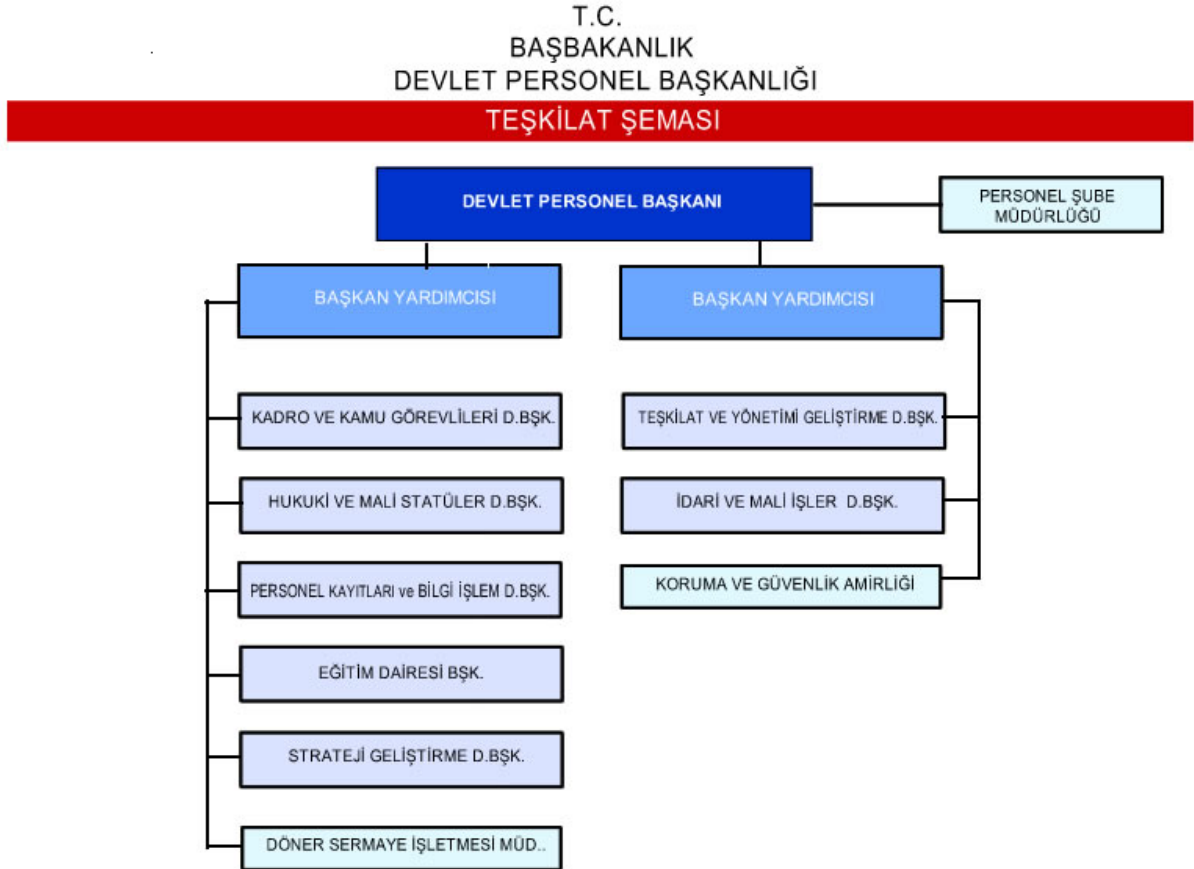 T.C.
BAŞBAKANLIK
DEVLET PERSONEL BAŞKANLIĞI
TEŞKİLAT ŞEMASI
DEVLET PERSONEL BAŞKANI
PERSONEL ŞUBE
MÜDÜRLÜĞÜ
BAŞKAN YARDIMCISI
BAŞKAN YARDIMCISI
KADRO VE KAMU GÖREVLİLERİ D.BŞK.
HUKUKİ VE MALİ STATÜLER D.BŞK.
PERSONEL KAYITLARI ve BİLGİ İŞLEM D.BŞK.
EĞİTİM DAİRESİ BŞK.
STRATEJİ GELİŞTİRME D.BŞK.
DÖNER SERMAYE İŞLETMESİ MÜD..
TEŞKİLAT VE YÖNETİMİ GELİŞTİRME D.BŞK.
İDARİ VE MALİ İŞLER D.BŞK.
KORUMA VE GÜVENLİK AMİRLİĞİ